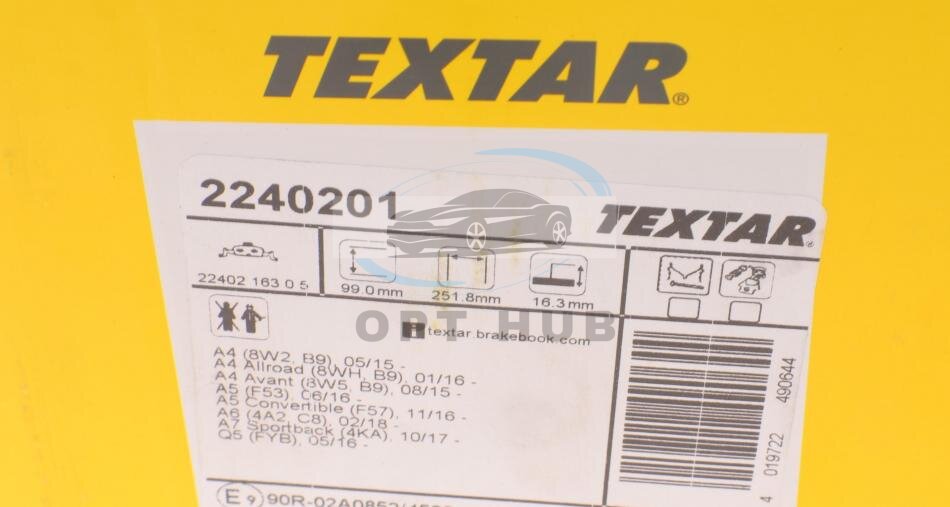 TEXTAR®
2240201
TEXTAR®
22402 163 0 5
99.0mm
251.8mm
16.3mm
OPT HUB
textar.brakebook.com
A4 (8W2, B9), 05/15 -
A4 Allroad (8WH, B9), 01/16 -
A4 Avant (8W5, B9), 08/15 -
A5 (F53), 06/16 -
A5 Convertible (F57), 11/16 -
A6 (4A2, C8), 02/18 -
A7 Sportback (4KA), 10/17 -
Q5 (FYB), 05/16 -
4 019722 490644
E9 90R-02A0852/